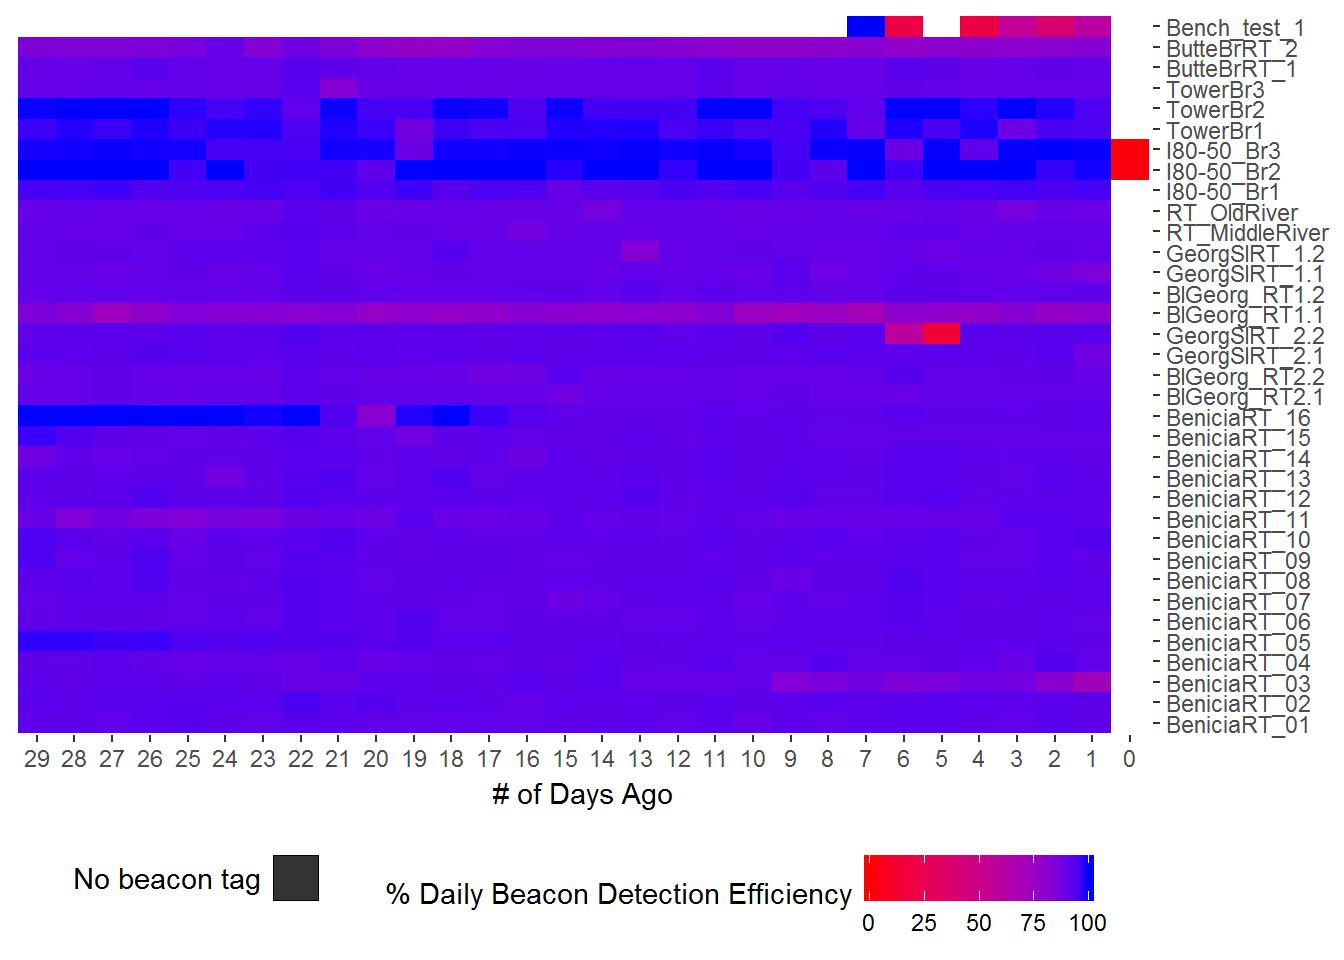 Bench_test_1
ButteBrRT_2
ButteBrRT_1
TowerBr3
TowerBr2
TowerBr1
I80-50_Br3
I80-50_Br2
I80-50_Br1
RT_OldRiver
RT_MiddleRiver
GeorgSlRT_1.2
GeorgSlRT_1.1
BlGeorg_RT1.2
BlGeorg_RT1.1
GeorgSlRT_2.2
GeorgSlRT_2.1
BlGeorg_RT2.2
BlGeorg_RT2.1
BeniciaRT_16
BeniciaRT_15
BeniciaRT_14
BeniciaRT_13
BeniciaRT_12
BeniciaRT_11
BeniciaRT_10
BeniciaRT_09
BeniciaRT_08
BeniciaRT_07
BeniciaRT_06
BeniciaRT_05
BeniciaRT_04
BeniciaRT_03
BeniciaRT_02
BeniciaRT_01
29 28 27 26 25 24 23 22 21 20 19 18 17 16 15 14 13 12 11 10 9 8 7 6 5 4 3 2 1 0
# of Days Ago
No beacon tag
% Daily Beacon Detection Efficiency
0 25 50 75 100